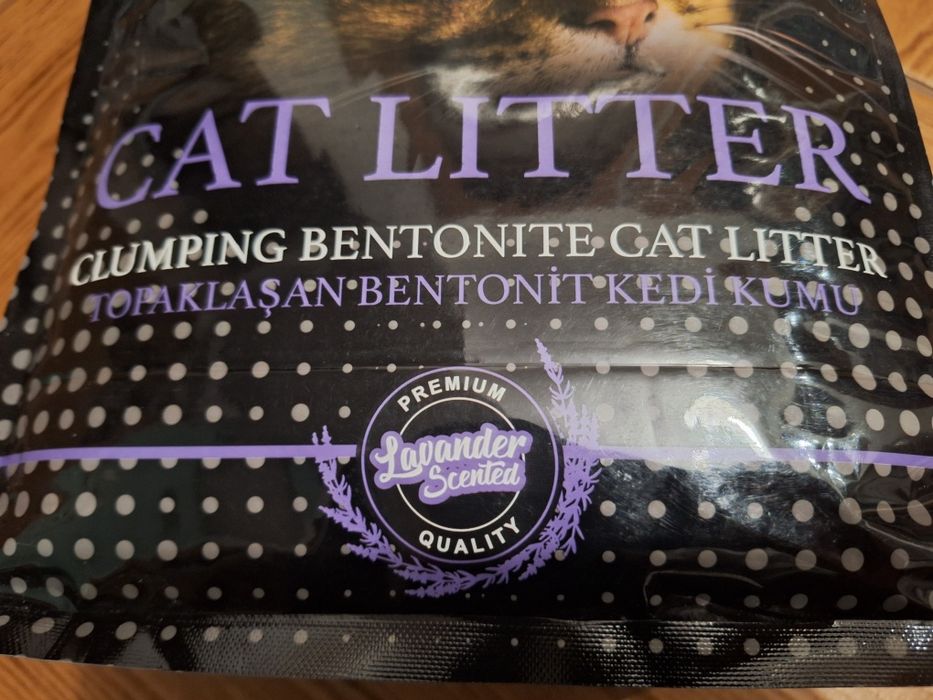 CAT LITTER
CLUMPING BENTONITE CAT LITTER
TOPAKLAŞAN BENTONİT KEDİ KUMU
PREMIUM
Lavander
Scented
QUALITY